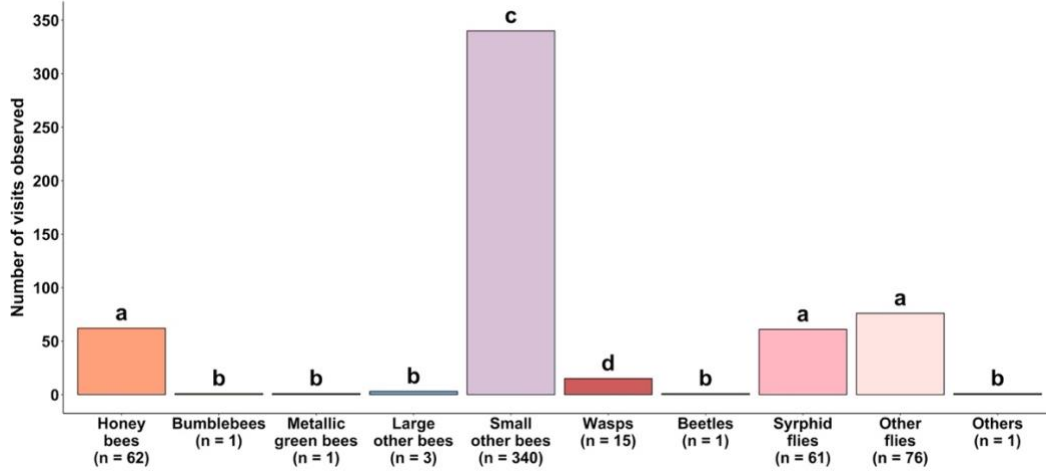 Number of visits observed
350
300
250
200
150
100
50
0
a
b
b
b
c
d
b
a
a
b
Honey
bees
(n = 62)
Bumblebees
(n = 1)
Metallic
green bees
(n = 1)
Large
other bees
(n = 3)
Small
other bees
(n = 340)
Wasps
(n = 15)
Beetles
(n = 1)
Syrphid
flies
(n = 61)
Other
flies
(n = 76)
Others
(n = 1)